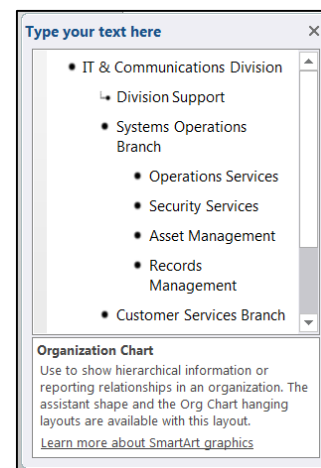 Type your text here
IT & Communications Division
Division Support
Systems Operations
Branch
Operations Services
Security Services
Asset Management
Records
Management
Customer Services Branch
Organization Chart
Use to show hierarchical information or
reporting relationships in an organization. The
assistant shape and the Org Chart hanging
layouts are available with this layout.
Learn more about SmartArt graphics